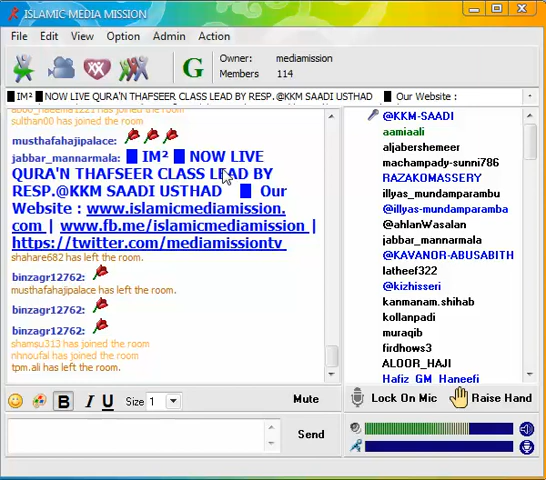 ISLAMIC MEDIA MISSION
File Edit View Option Admin Action
G
Owner: mediamission
Members 114
IM² NOW LIVE QURA'N THAFSEER CLASS LEAD BY RESP.@KKM SAADI USTHAD Our Website :
sulthan00 has joined the room
musthafahajipalace:
jabbar_mannarmala: IM² NOW LIVE
QURA'N THAFSEER CLASS LEAD BY
RESP.@KKM SAADI USTHAD Our
Website : www.islamicmediamission.
com | www.fb.me/islamicmission |
https://twitter.com/mediamissiontv
shahare682 has left the room.
binzagr12762:
musthafahajipalace has left the room.
binzagr12762:
binzagr12762:
shamsu313 has joined the room
nhnoufal has joined the room
tpm.ali has left the room.
@KKM-SAADI
aamiaali
aljabershemeer
machampady-sunni786
RAZAKOMASSERY
illyas_muhamedparambu
@illyas-mundparamba
@ahlanWasalan
jabbar_mannarmala
@KAVANOR-ABUSABITH
latheef322
@kizhisseri
kanmanam.shihab
kollanpadi
muraqib
firdhows3
ALOOR_HAJI
Hafiz_GM_Haneefi
B I U Size 1 Mute
Lock On Mic Raise Hand
Send